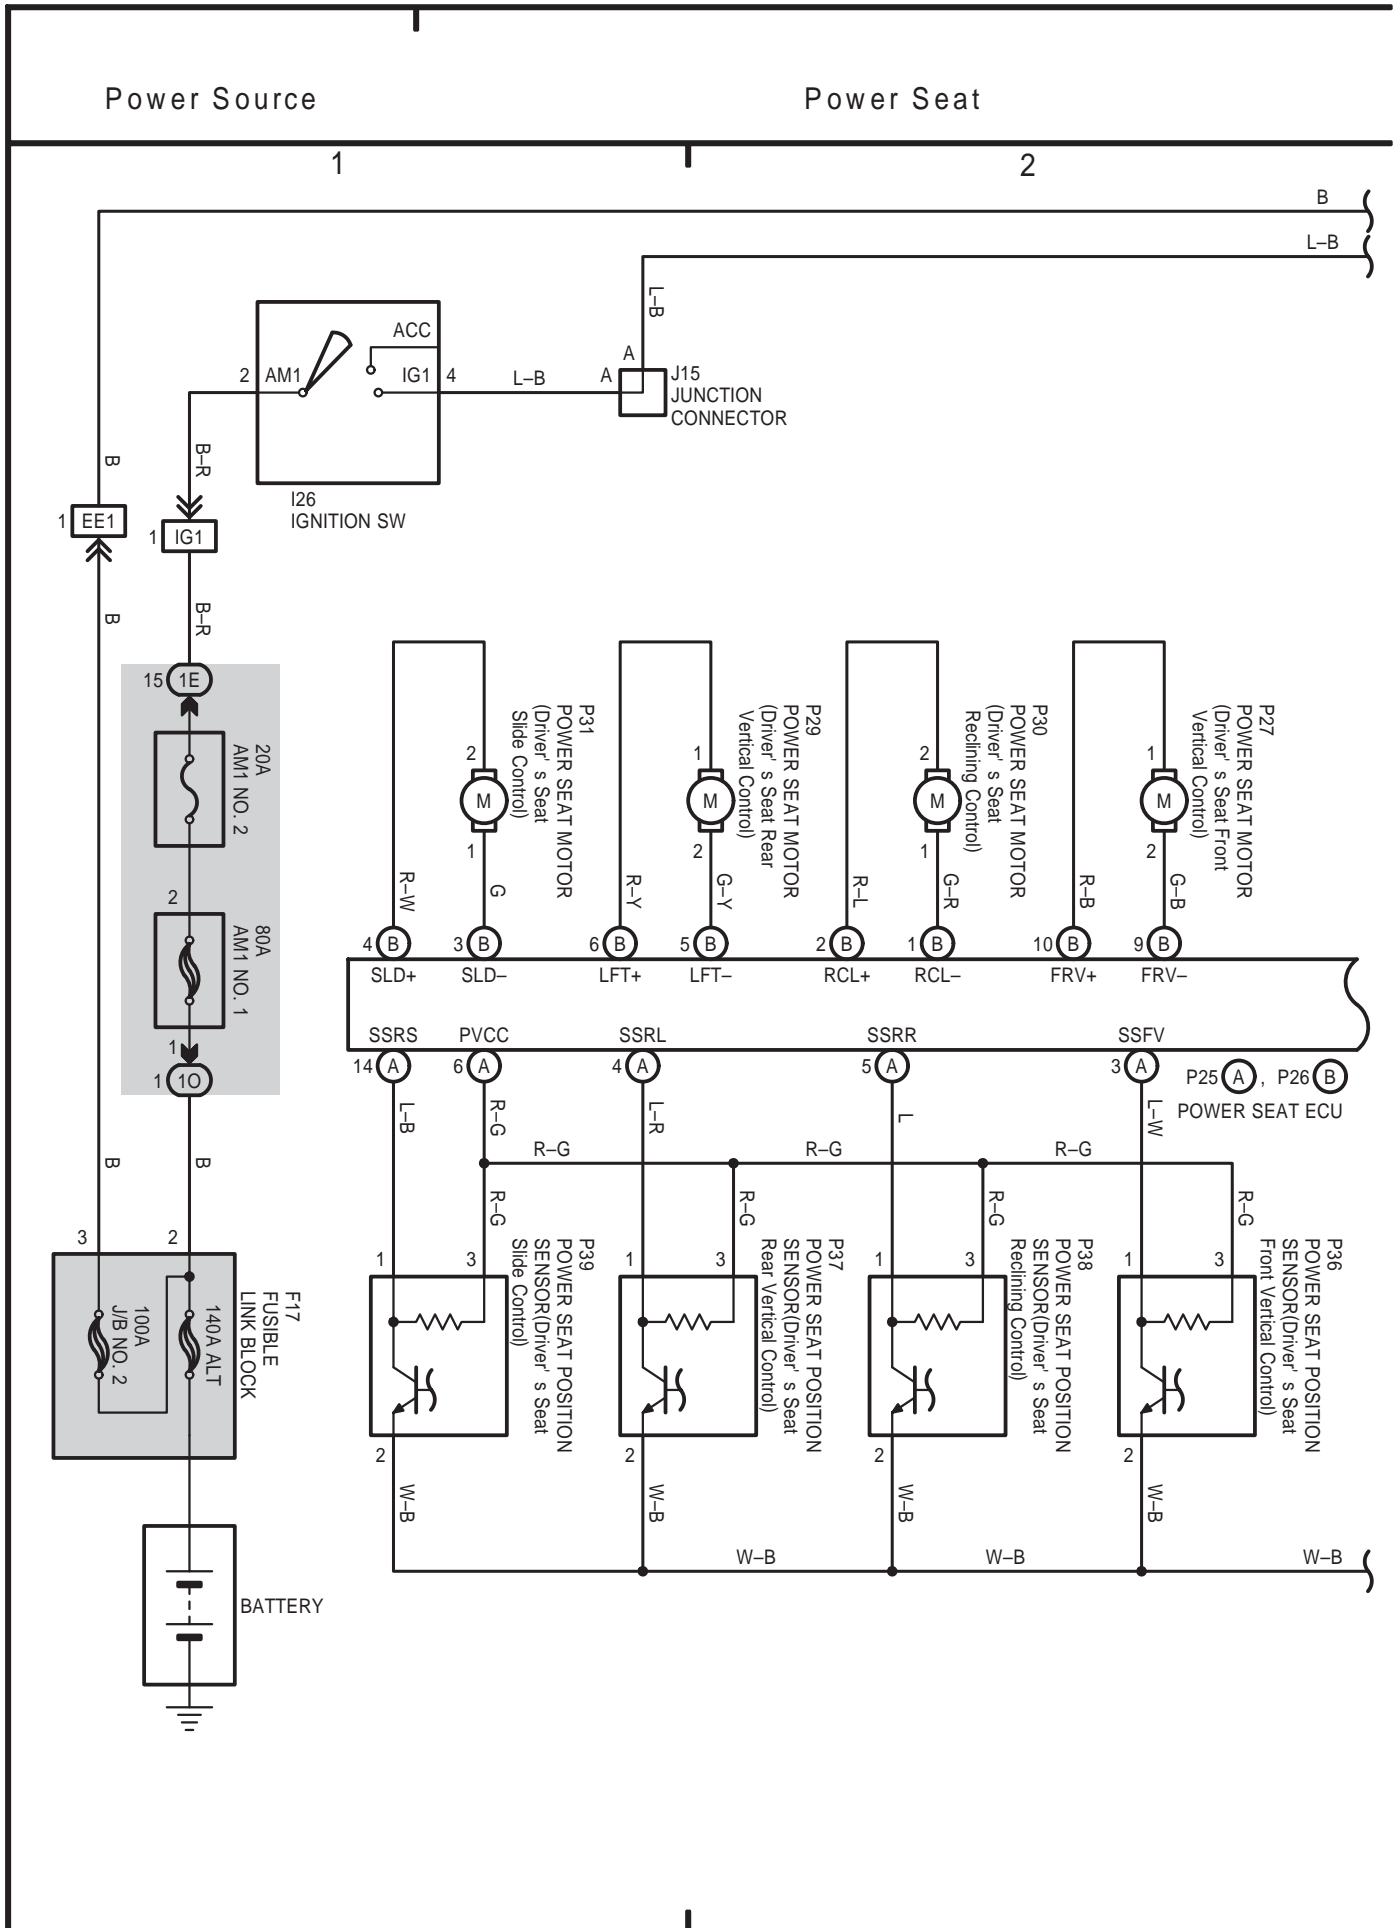 Power Source
Power Seat
1
2
B
L–B
L–B
ACC
2
AM1
IG1
4
L–B
A
A
J15
JUNCTION
CONNECTOR
B
B–R
I26
IGNITION SW
1
EE1
1
IG1
B
B–R
15
1E
20A
AM1 NO. 2
2
80A
AM1 NO. 1
1
1
1O
2
M
1
P31
POWER SEAT MOTOR
(Driver' s Seat
Slide Control)
1
M
2
P29
POWER SEAT MOTOR
(Driver' s Seat Rear
Vertical Control)
2
M
1
P30
POWER SEAT MOTOR
(Driver' s Seat
Reclining Control)
1
M
2
P27
POWER SEAT MOTOR
(Driver' s Seat Front
Vertical Control)
R–W
G
R–Y
G–Y
R–L
G–R
R–B
G–B
4 B
3 B
6 B
5 B
2 B
1 B
10 B
9 B
SLD+
SLD–
LFT+
LFT–
RCL+
RCL–
FRV+
FRV–
SSRS
PVCC
SSRL
SSRR
SSFV
14 A
6 A
4 A
5 A
3 A
P25 A , P26 B
POWER SEAT ECU
L–B
R–G
L–R
L
L–W
R–G
R–G
R–G
B
B
R–G
R–G
R–G
R–G
3
2
1
3
1
3
1
3
1
3
P39
POWER SEAT POSITION
SENSOR(Driver' s Seat
Slide Control)
P37
POWER SEAT POSITION
SENSOR(Driver' s Seat
Rear Vertical Control)
P38
POWER SEAT POSITION
SENSOR(Driver' s Seat
Reclining Control)
P36
POWER SEAT POSITION
SENSOR(Driver' s Seat
Front Vertical Control)
F17
FUSIBLE
LINK BLOCK
140A ALT
100A
J/B NO. 2
2
2
2
2
W–B
W–B
W–B
W–B
W–B
W–B
W–B
BATTERY